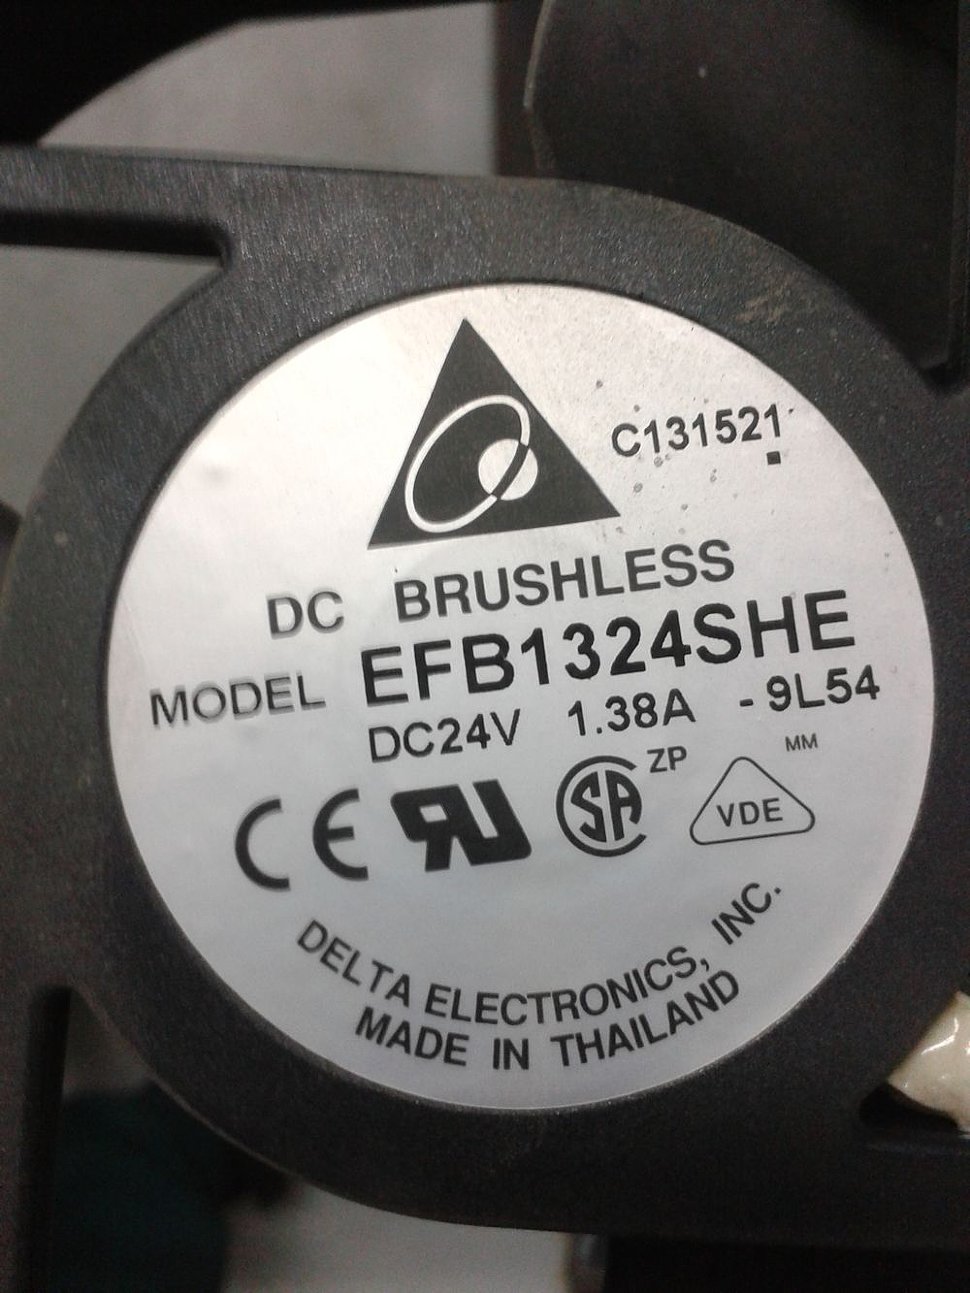 C131521
DC BRUSHLESS
MODEL EFB1324SHE
DC24V 1.38A -9L54
CE RU SA ZP VDE MM
DELTA ELECTRONICS, INC.
MADE IN THAILAND